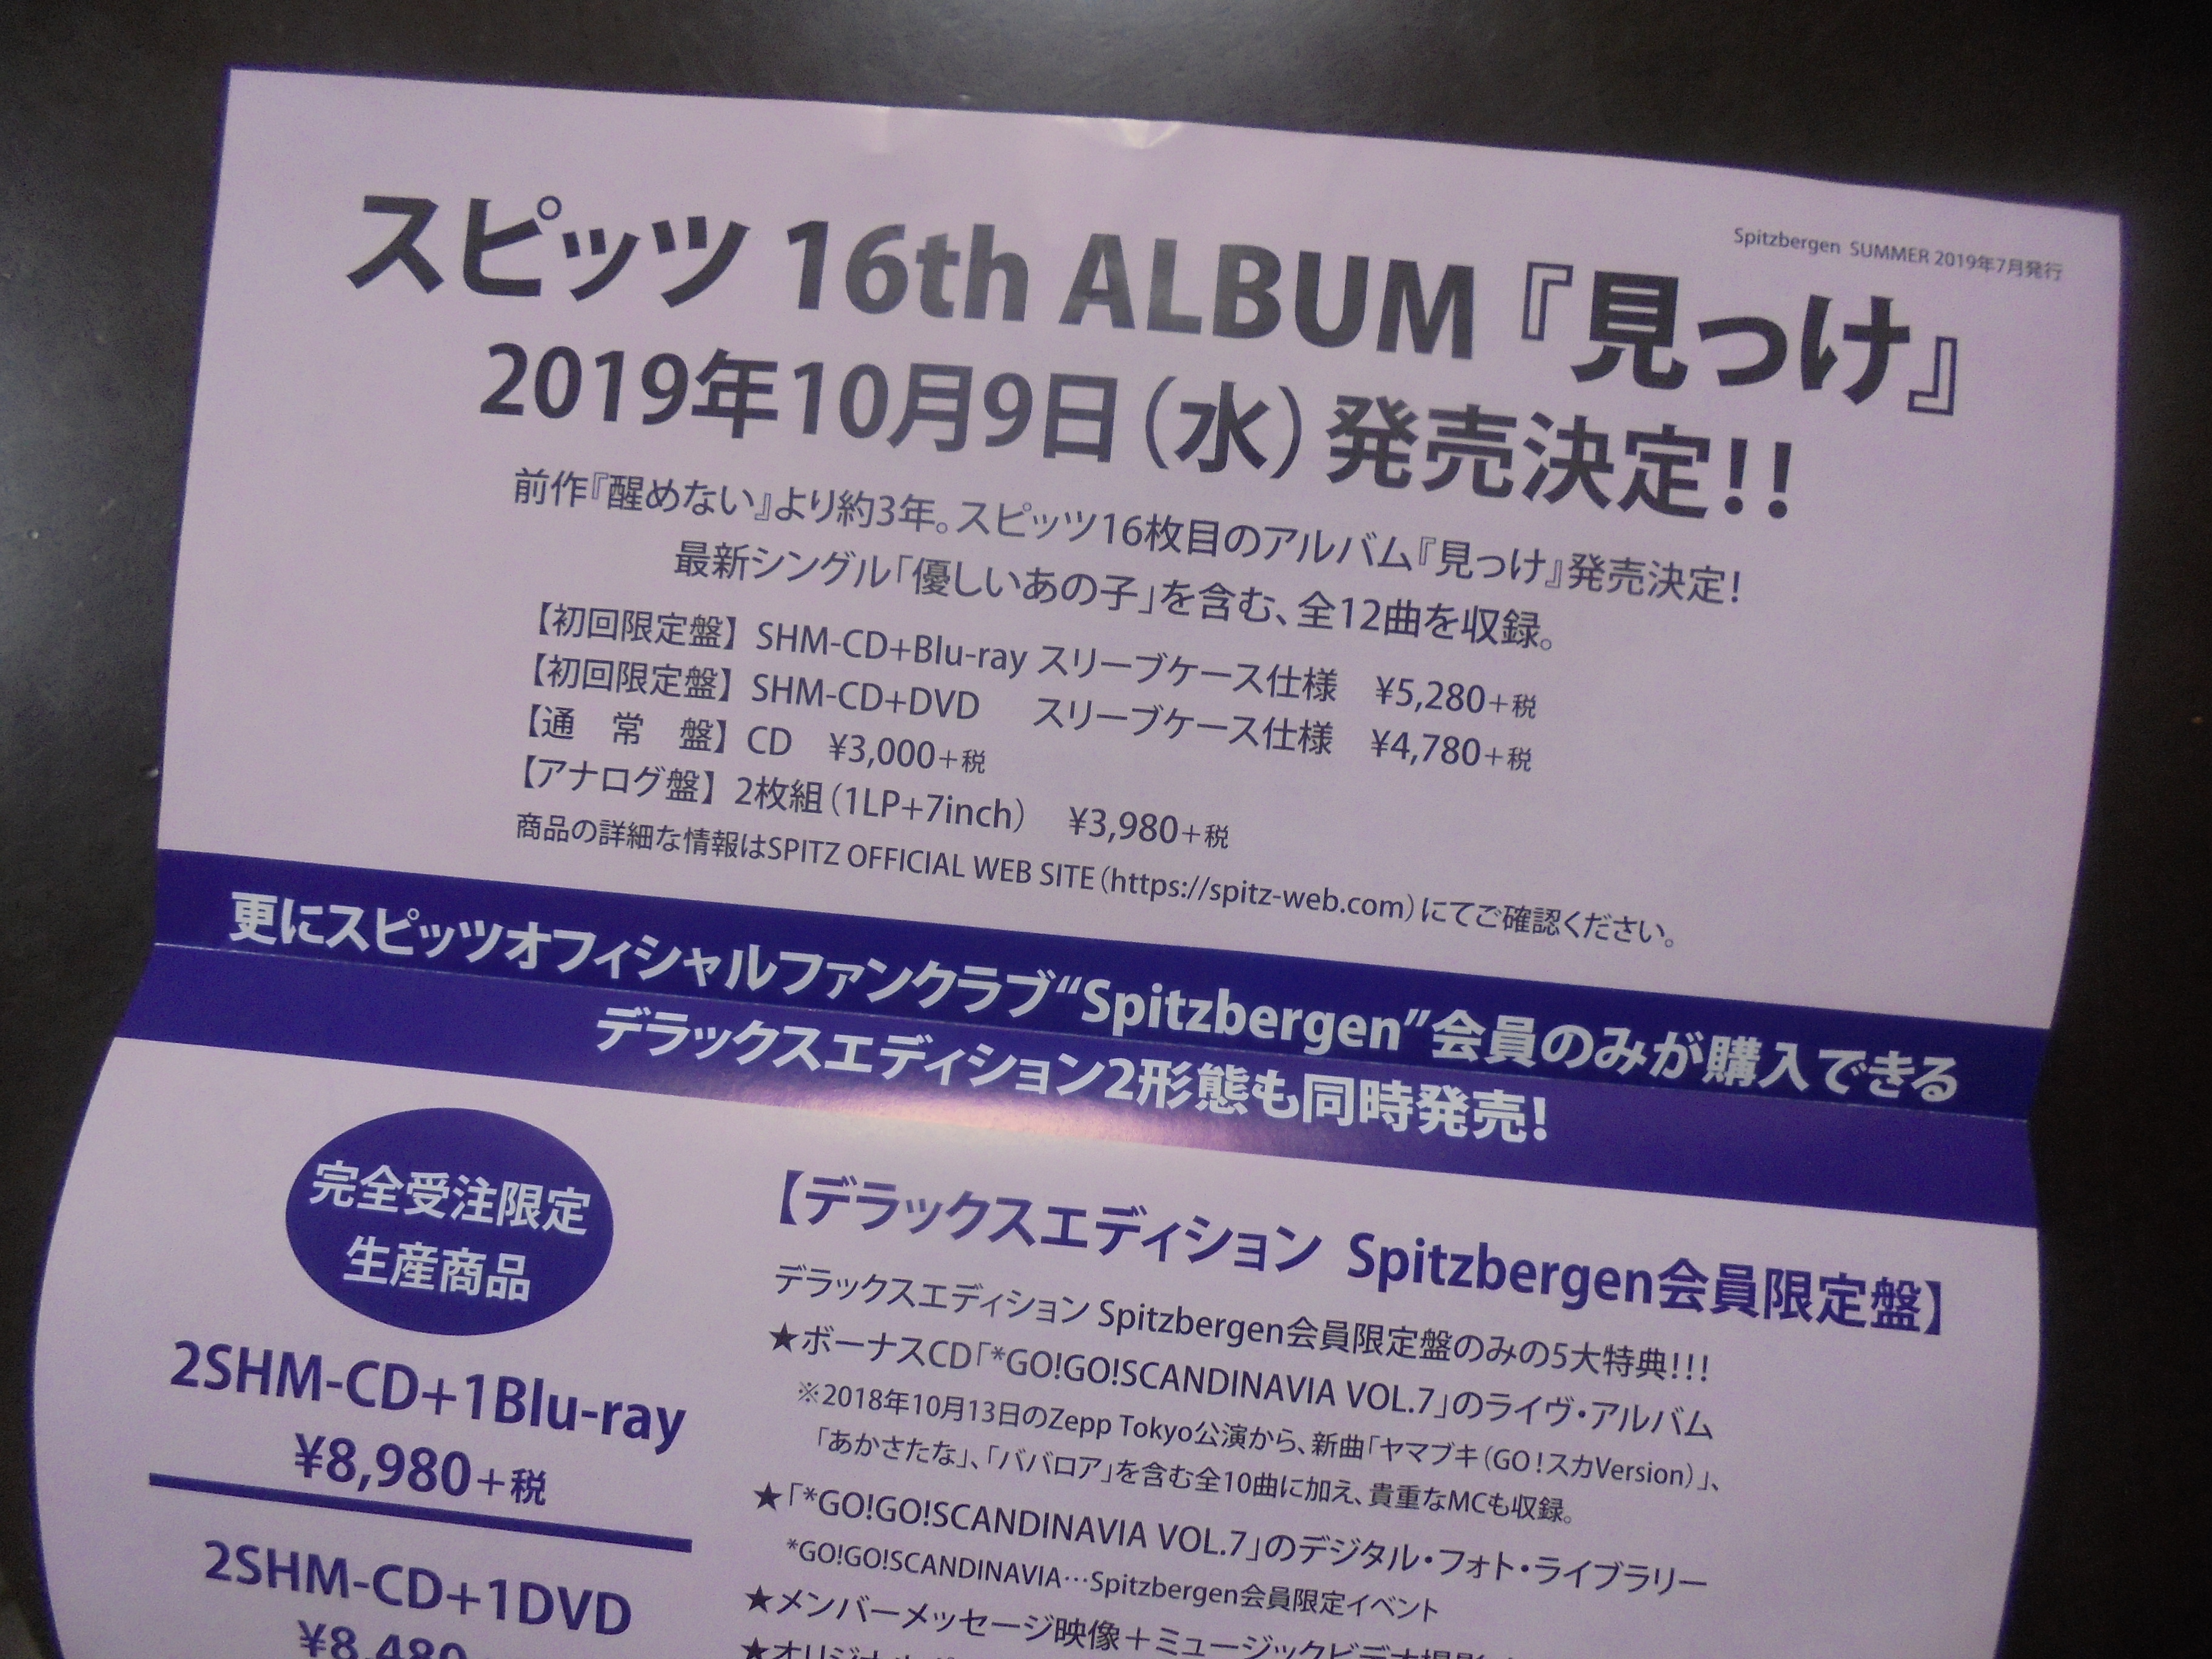 Spitzbergen SUMMER 2019年7月発行
スピッツ 16th ALBUM『見っけ』
2019年10月9日（水）発売決定!!
前作『醒めない』より約3年。スピッツ16枚目のアルバム『見っけ』発売決定!
最新シングル「優しいあの子」を含む、全12曲を収録。
【初回限定盤】SHM-CD+Blu-ray スリーブケース仕様 ¥5,280+税
【初回限定盤】SHM-CD+DVD スリーブケース仕様 ¥4,780+税
【通 常 盤】CD ¥3,000+税
【アナログ盤】2枚組（1LP+7inch） ¥3,980+税
商品の詳細な情報はSPITZ OFFICIAL WEB SITE（https://spitz-web.com）にてご確認ください。
更にスピッツオフィシャルファンクラブ“Spitzbergen”会員のみが購入できる
デラックスエディション2形態も同時発売!
完全受注限定
生産商品
2SHM-CD+1Blu-ray
¥8,980+税
2SHM-CD+1DVD
¥8,480
【デラックスエディション Spitzbergen会員限定盤】
デラックスエディション Spitzbergen会員限定盤のみの5大特典!!!
★ボーナスCD「*GO!GO!SCANDINAVIA VOL.7」のライヴ・アルバム
※2018年10月13日のZepp Tokyo公演から、新曲「ヤマブキ（GO!スカVersion）」、
「あかさたな」、「ババロア」を含む全10曲に加え、貴重なMCも収録。
★「*GO!GO!SCANDINAVIA VOL.7」のデジタル・フォト・ライブラリー
*GO!GO!SCANDINAVIA…Spitzbergen会員限定イベント
★メンバーメッセージ映像+ミュージックビデオ撮影
★オリジナル